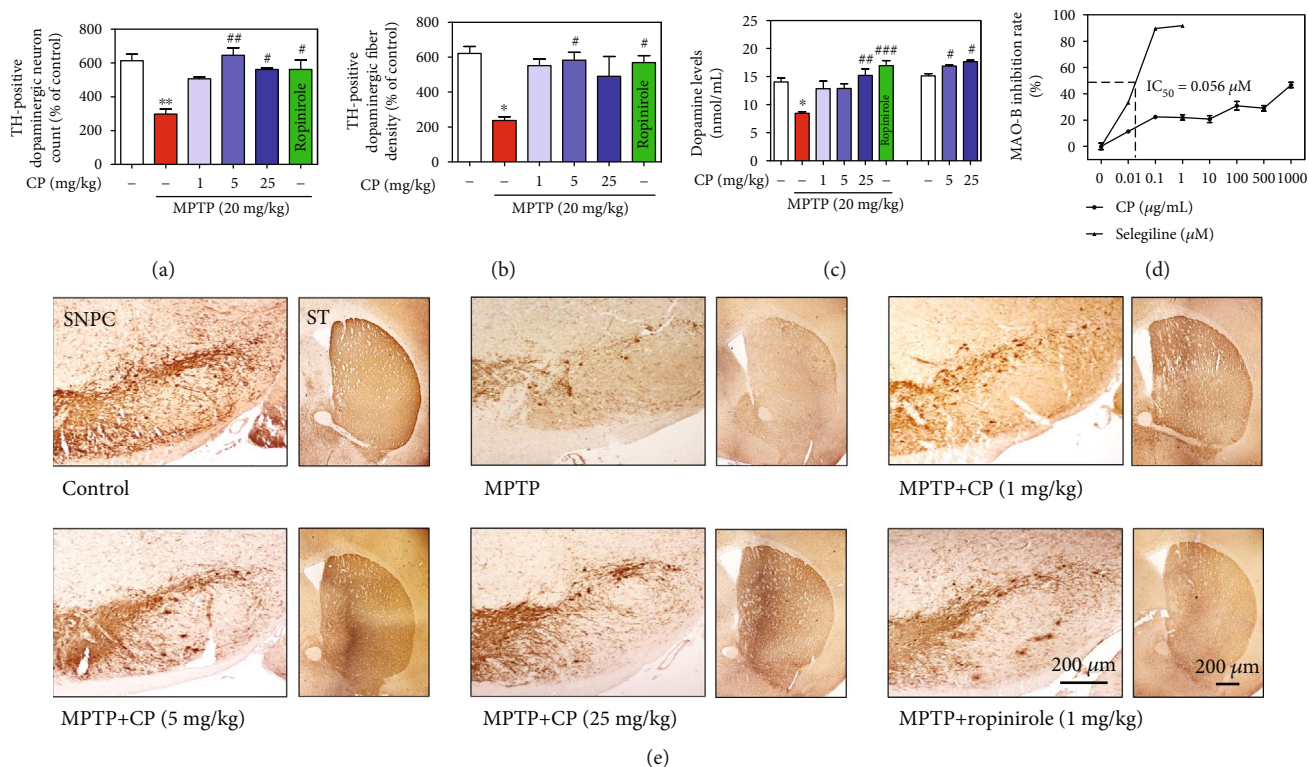 (a)
TH-positive
dopaminergic neuron
count (% of control)
800
600
400
200
0
**
##
#
#
Ropinirole
CP (mg/kg) – – 1 5 25 –
MPTP (20 mg/kg)
(b)
TH-positive
dopaminergic fiber
density (% of control)
800
600
400
200
0
*
#
#
Ropinirole
CP (mg/kg) – – 1 5 25 –
MPTP (20 mg/kg)
(c)
Dopamine levels
(nmol/mL)
25
20
15
10
5
0
*
##
###
#
#
Ropinirole
CP (mg/kg) – – 1 5 25 – – 5 25
MPTP (20 mg/kg)
(d)
MAO-B inhibition rate
(%)
100
80
60
40
20
0
IC50 = 0.056 μM
0 0.01 0.1 1 10 100 500 1000
CP (μg/mL)
Selegiline (μM)
SNPC
ST
Control
MPTP
MPTP+CP (1 mg/kg)
MPTP+CP (5 mg/kg)
MPTP+CP (25 mg/kg)
200 μm
200 μm
MPTP+ropinirole (1 mg/kg)
(e)